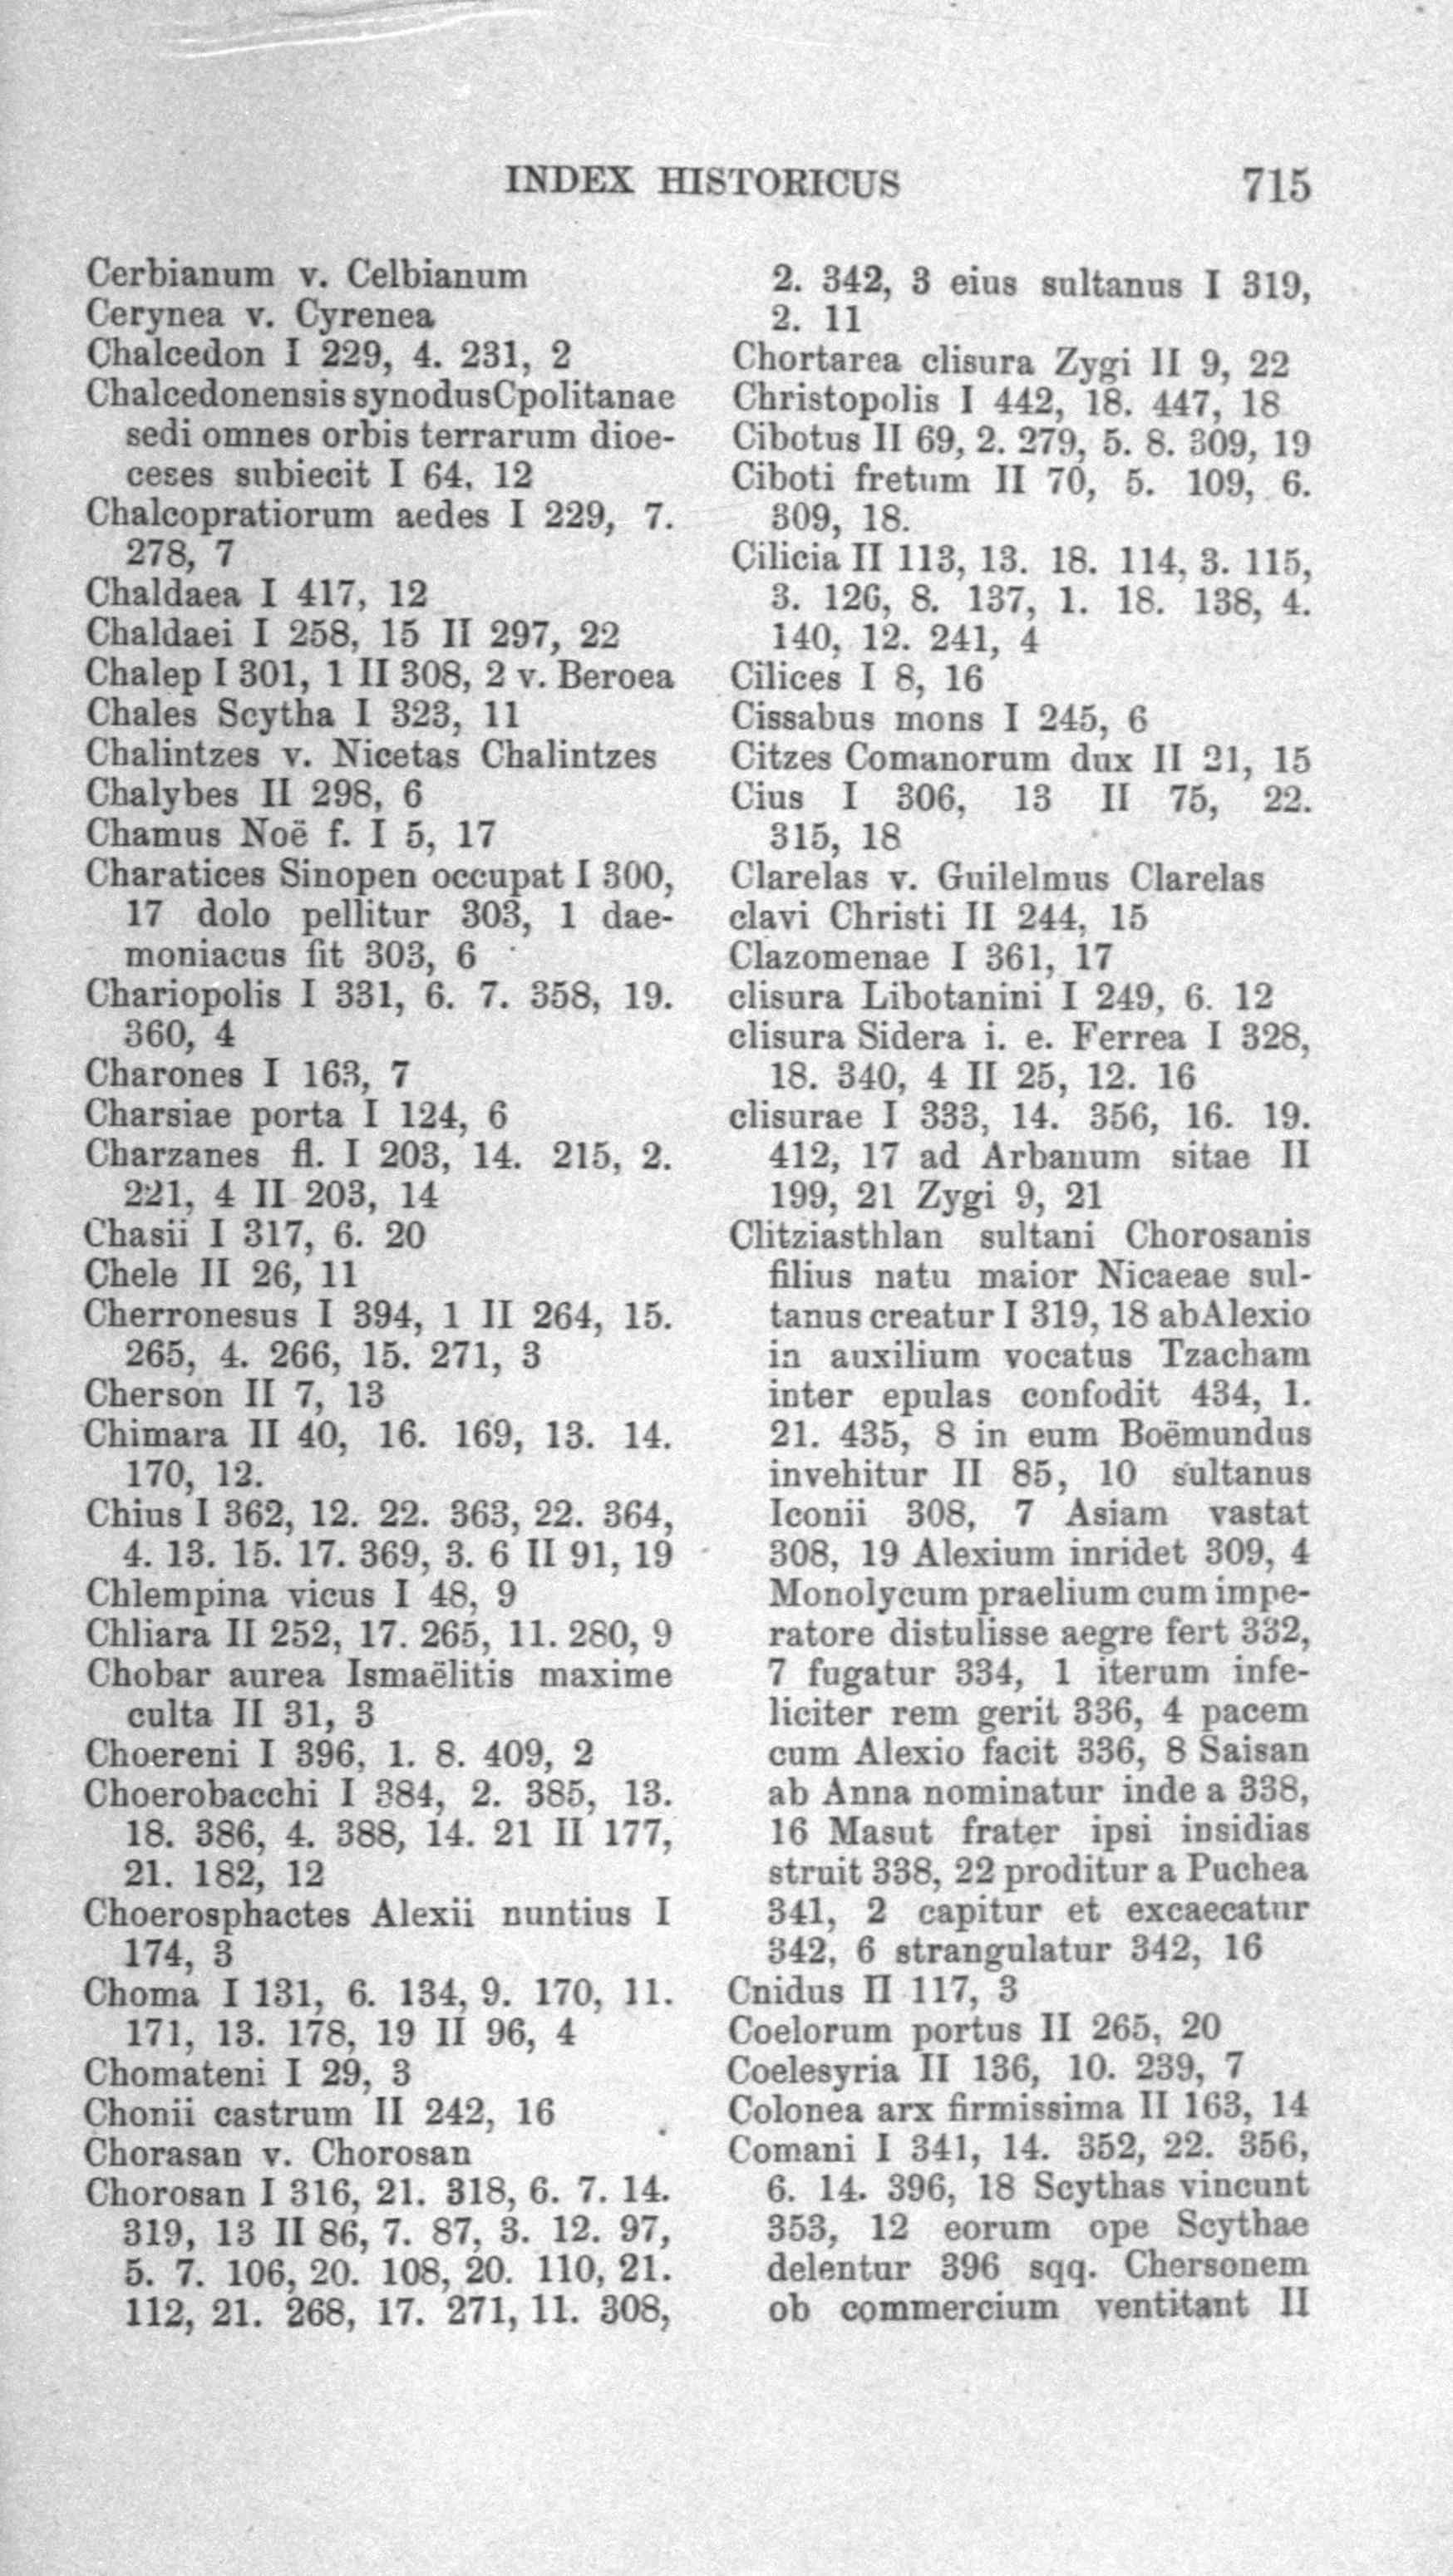 INDEX HISTORICUS 715
Cerbianum v. Celbianum
Cerynea v. Cyrenea
Chalcedon I 229, 4. 231, 2
Chalcedonensis synodus Cpolitanae
sedi omnes orbis terrarum dioe-
ceses subiecit I 64, 12
Chalcopratiorum aedes I 229, 7.
278, 7
Chaldaea I 417, 12
Chaldaei I 258, 15 II 297, 22
Chalep I 301, 1 II 308, 2 v. Beroea
Chales Scytha I 323, 11
Chalintzes v. Nicetas Chalintzes
Chalybes II 298, 6
Chamus Noë f. I 5, 17
Charatices Sinopen occupat I 300,
17 dolo pellitur 303, 1 dae-
moniacus fit 303, 6
Chariopolis I 331, 6. 7. 358, 19.
360, 4
Charones I 163, 7
Charsiae porta I 124, 6
Charzanes fl. I 203, 14. 215, 2.
221, 4 II 203, 14
Chasii I 317, 6. 20
Chele II 26, 11
Cherronesus I 394, 1 II 264, 15.
265, 4. 266, 15. 271, 3
Cherson II 7, 13
Chimara II 40, 16. 169, 13. 14.
170, 12.
Chius I 362, 12. 22. 363, 22. 364,
4. 13. 15. 17. 369, 3. 6 II 91, 19
Chlempina vicus I 48, 9
Chliara II 252, 17. 265, 11. 280, 9
Chobar aurea Ismaëlitis maxime
culta II 31, 3
Choereni I 396, 1. 8. 409, 2
Choerobacchi I 384, 2. 385, 13.
18. 386, 4. 388, 14. 21 II 177,
21. 182, 12
Choerosphactes Alexii nuntius I
174, 3
Choma I 131, 6. 134, 9. 170, 11.
171, 13. 178, 19 II 96, 4
Chomateni I 29, 3
Chonii castrum II 242, 16
Chorasan v. Chorosan
Chorosan I 316, 21. 318, 6. 7. 14.
319, 13 II 86, 7. 87, 3. 12. 97,
5. 7. 106, 20. 108, 20. 110, 21.
112, 21. 268, 17. 271, 11. 308,
2. 342, 3 eius sultanus I 319,
2. 11
Chortarea clisura Zygi II 9, 22
Christopolis I 442, 18. 447, 18
Cibotus II 69, 2. 279, 5. 8. 309, 19
Ciboti fretum II 70, 5. 109, 6.
309, 18.
Cilicia II 113, 13. 18. 114, 3. 115,
3. 126, 8. 137, 1. 18. 138, 4.
140, 12. 241, 4
Cilices I 8, 16
Cissabus mons I 245, 6
Citzes Comanorum dux II 21, 15
Cius I 306, 13 II 75, 22.
315, 18
Clarelas v. Guilelmus Clarelas
clavi Christi II 244, 15
Clazomenae I 361, 17
clisura Libotanini I 249, 6. 12
clisura Sidera i. e. Ferrea I 328,
18. 340, 4 II 25, 12. 16
clisurae I 333, 14. 356, 16. 19.
412, 17 ad Arbanum sitae II
199, 21 Zygi 9, 21
Clitziasthlan sultani Chorosanis
filius natu maior Nicaeae sul-
tanus creatur I 319, 18 ab Alexio
in auxilium vocatus Tzacham
inter epulas confodit 434, 1.
21. 435, 8 in eum Boëmundus
invehitur II 85, 10 sultanus
Iconii 308, 7 Asiam vastat
308, 19 Alexium inridet 309, 4
Monolycum praelium cum impe-
ratore distulisse aegre fert 332,
7 fugatur 334, 1 iterum infe-
liciter rem gerit 336, 4 pacem
cum Alexio facit 336, 8 Saisan
ab Anna nominatur inde a 338,
16 Masut frater ipsi insidias
struit 338, 22 proditur a Puchea
341, 2 capitur et excaecatur
342, 6 strangulatur 342, 16
Cnidus II 117, 3
Coelorum portus II 265, 20
Coelesyria II 136, 10. 239, 7
Colonea arx firmissima II 163, 14
Comani I 341, 14. 352, 22. 356,
6. 14. 396, 18 Scythas vincunt
353, 12 eorum ope Scythae
delentur 396 sqq. Chersonem
ob commercium ventitant II